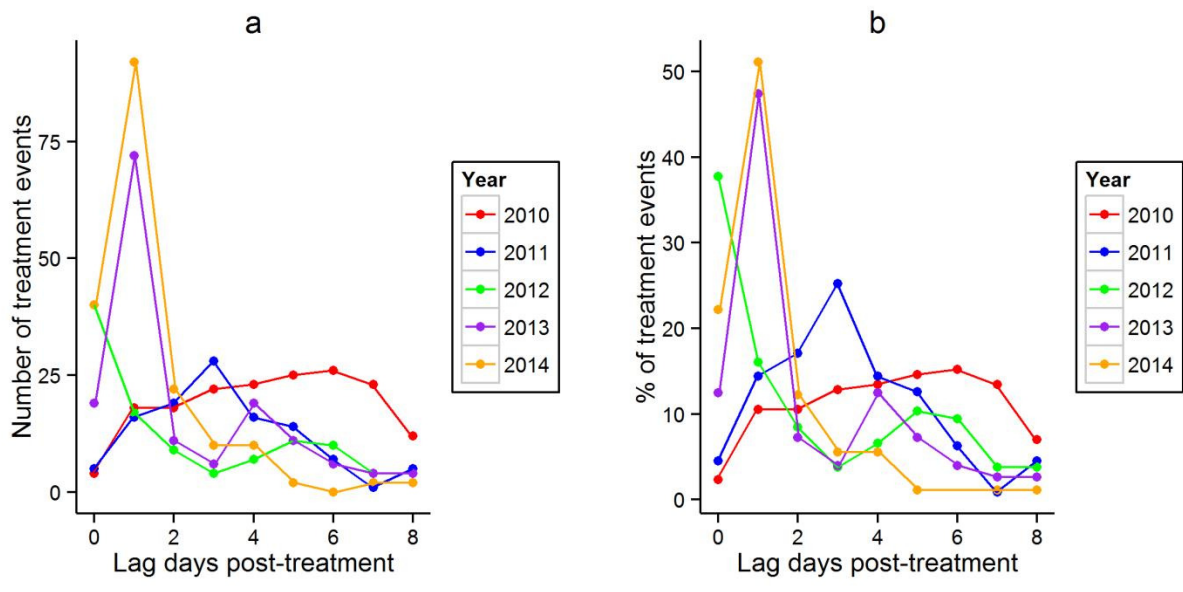 a
Number of treatment events
75
50
25
0
0 2 4 6 8
Lag days post-treatment
Year
2010
2011
2012
2013
2014
b
% of treatment events
50
40
30
20
10
0
0 2 4 6 8
Lag days post-treatment
Year
2010
2011
2012
2013
2014